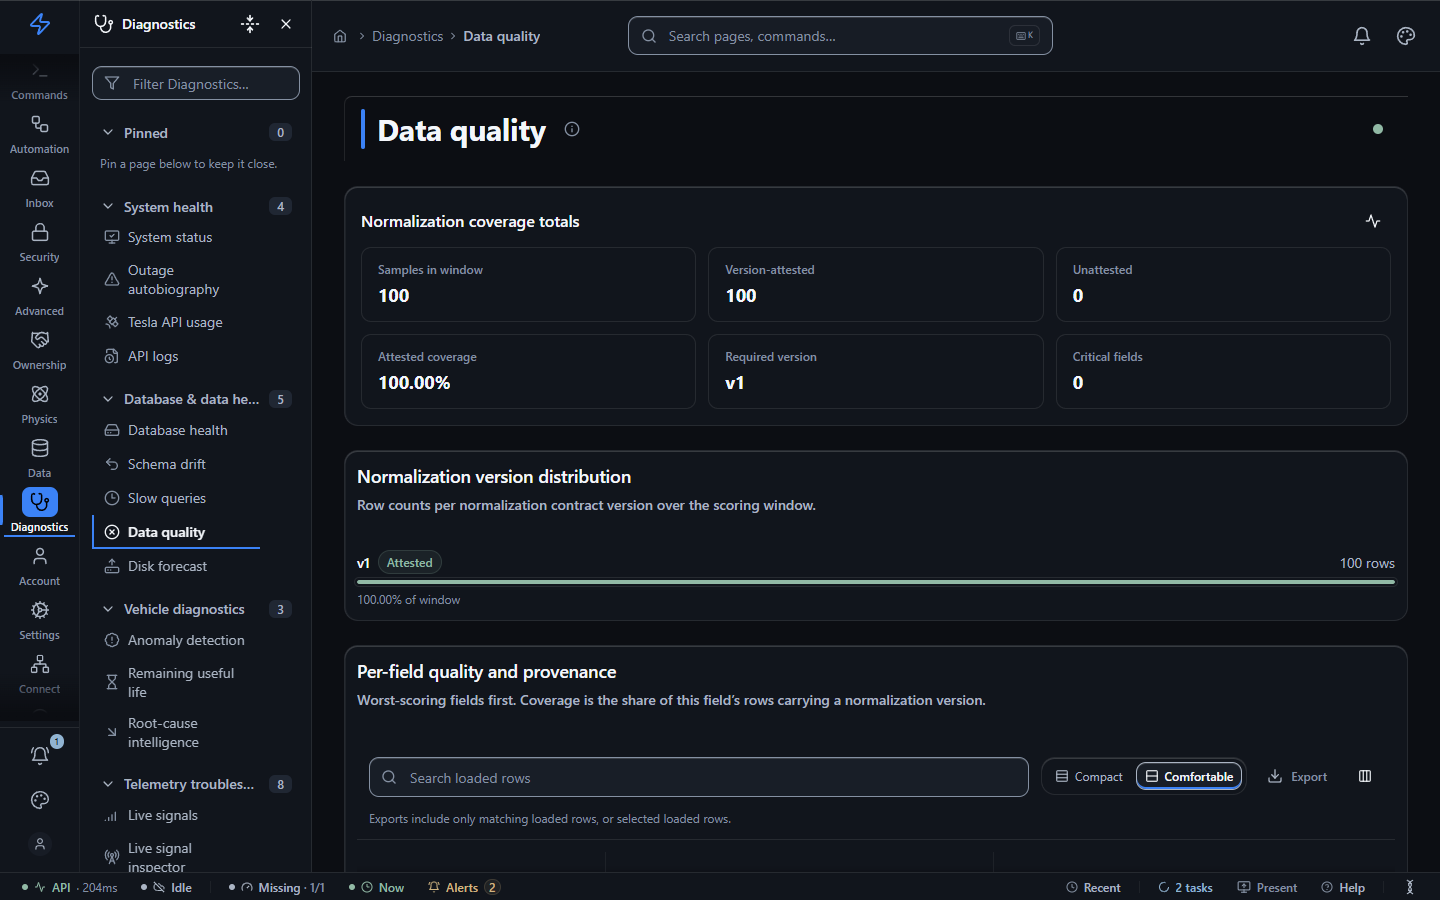 Commands
Automation
Inbox
Security
Advanced
Ownership
Physics
Data
Diagnostics
Account
Settings
Connect
1
Diagnostics
Filter Diagnostics...
Pinned 0
Pin a page below to keep it close.
System health 4
System status
Outage
autobiography
Tesla API usage
API logs
Database & data he... 5
Database health
Schema drift
Slow queries
Data quality
Disk forecast
Vehicle diagnostics 3
Anomaly detection
Remaining useful
life
Root-cause
intelligence
Telemetry troubles... 8
Live signals
Live signal
inspector
Diagnostics Data quality
Search pages, commands... K
Data quality
Normalization coverage totals
Samples in window
100
Version-attested
100
Unattested
0
Attested coverage
100.00%
Required version
v1
Critical fields
0
Normalization version distribution
Row counts per normalization contract version over the scoring window.
v1 Attested 100 rows
100.00% of window
Per-field quality and provenance
Worst-scoring fields first. Coverage is the share of this field's rows carrying a normalization version.
Search loaded rows
Compact Comfortable Export
Exports include only matching loaded rows, or selected loaded rows.
API · 204ms Idle Missing · 1/1 Now Alerts 2 Recent 2 tasks Present Help